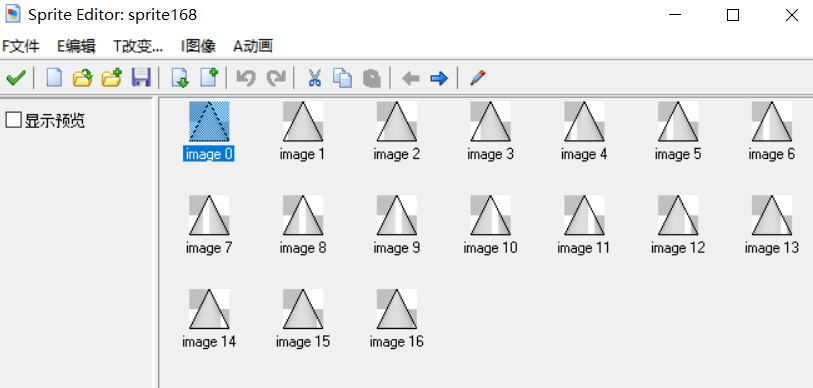 Sprite Editor: sprite168
F文件 E编辑 T改变... I图像 A动画
显示预览
image 0 image 1 image 2 image 3 image 4 image 5 image 6
image 7 image 8 image 9 image 10 image 11 image 12 image 13
image 14 image 15 image 16